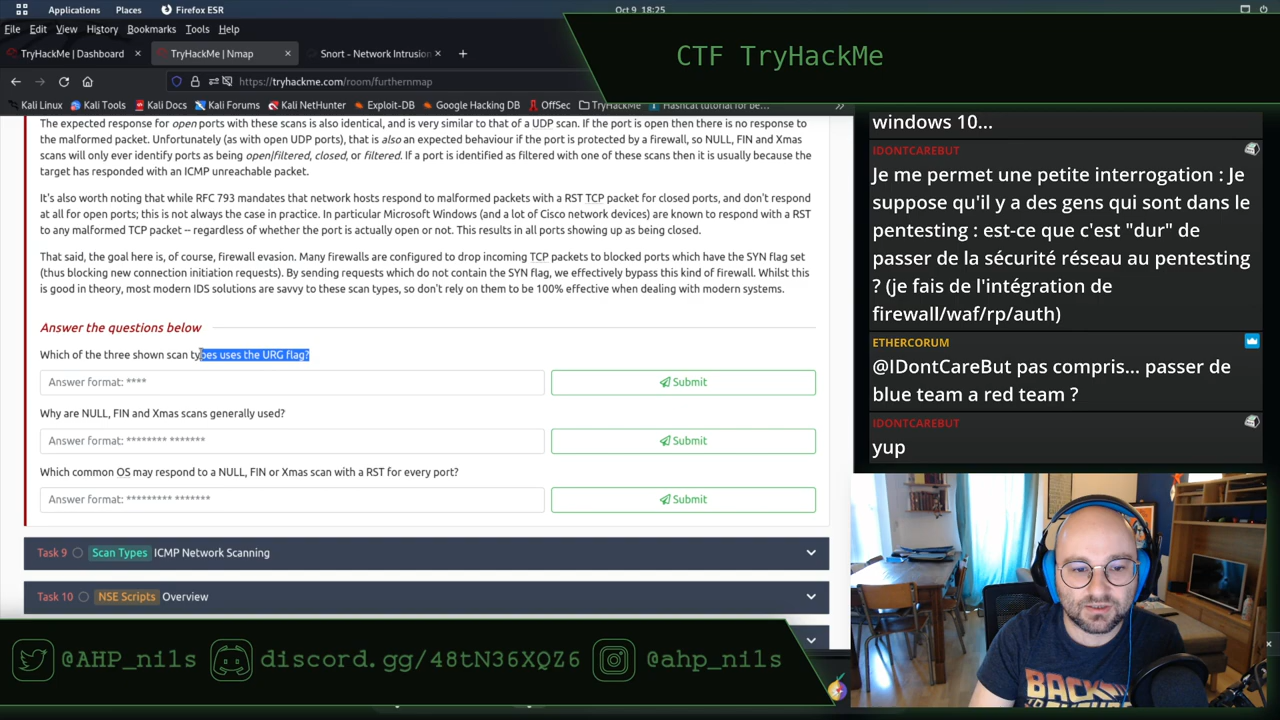 Applications Places Firefox ESR
Oct 9 18:25
File Edit View History Bookmarks Tools Help
TryHackMe | Dashboard
TryHackMe | Nmap
Snort - Network Intrusion
https://tryhackme.com/room/furthernmap
Kali Linux Kali Tools Kali Docs Kali Forums Kali NetHunter Exploit-DB Google Hacking DB OffSec TryHackMe Hashcat tutorial for be…
CTF TryHackMe
The expected response for open ports with these scans is also identical, and is very similar to that of a UDP scan. If the port is open then there is no response to
the malformed packet. Unfortunately (as with open UDP ports), that is also an expected behaviour if the port is protected by a firewall, so NULL, FIN and Xmas
scans will only ever identify ports as being open|filtered, closed, or filtered. If a port is identified as filtered with one of these scans then it is usually because the
target has responded with an ICMP unreachable packet.
It's also worth noting that while RFC 793 mandates that network hosts respond to malformed packets with a RST TCP packet for closed ports, and don't respond
at all for open ports; this is not always the case in practice. In particular Microsoft Windows (and a lot of Cisco network devices) are known to respond with a RST
to any malformed TCP packet -- regardless of whether the port is actually open or not. This results in all ports showing up as being closed.
That said, the goal here is, of course, firewall evasion. Many firewalls are configured to drop incoming TCP packets to blocked ports which have the SYN flag set
(thus blocking new connection initiation requests). By sending requests which do not contain the SYN flag, we effectively bypass this kind of firewall. Whilst this
is good in theory, most modern IDS solutions are savvy to these scan types, so don't rely on them to be 100% effective when dealing with modern systems.
Answer the questions below
Which of the three shown scan types uses the URG flag?
Answer format: ****
Submit
Why are NULL, FIN and Xmas scans generally used?
Answer format: ******** *******
Submit
Which common OS may respond to a NULL, FIN or Xmas scan with a RST for every port?
Answer format: ********* *******
Submit
Task 9 Scan Types ICMP Network Scanning
Task 10 NSE Scripts Overview
windows 10...
IDONTCAREBUT
Je me permet une petite interrogation : Je
suppose qu'il y a des gens qui sont dans le
pentesting : est-ce que c'est "dur" de
passer de la sécurité réseau au pentesting
? (je fais de l'intégration de
firewall/waf/rp/auth)
ETHERCORUM
@IDontCareBut pas compris... passer de
blue team a red team ?
IDONTCAREBUT
yup
@AHP_nils
discord.gg/48tN36XQZ6
@ahp_nils